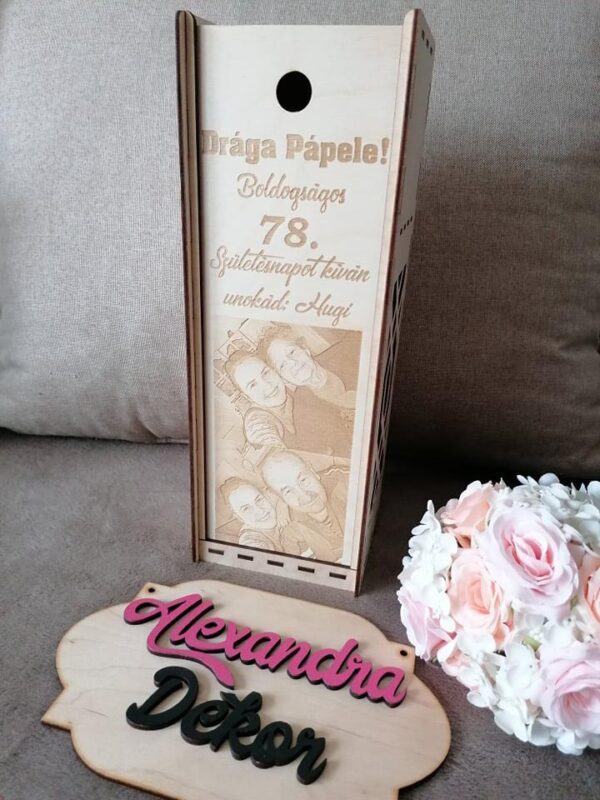 Drága Pápele!
Boldogságos
78.
Születésnapot kíván
unokád: Hugi
Alexandra
Dekor